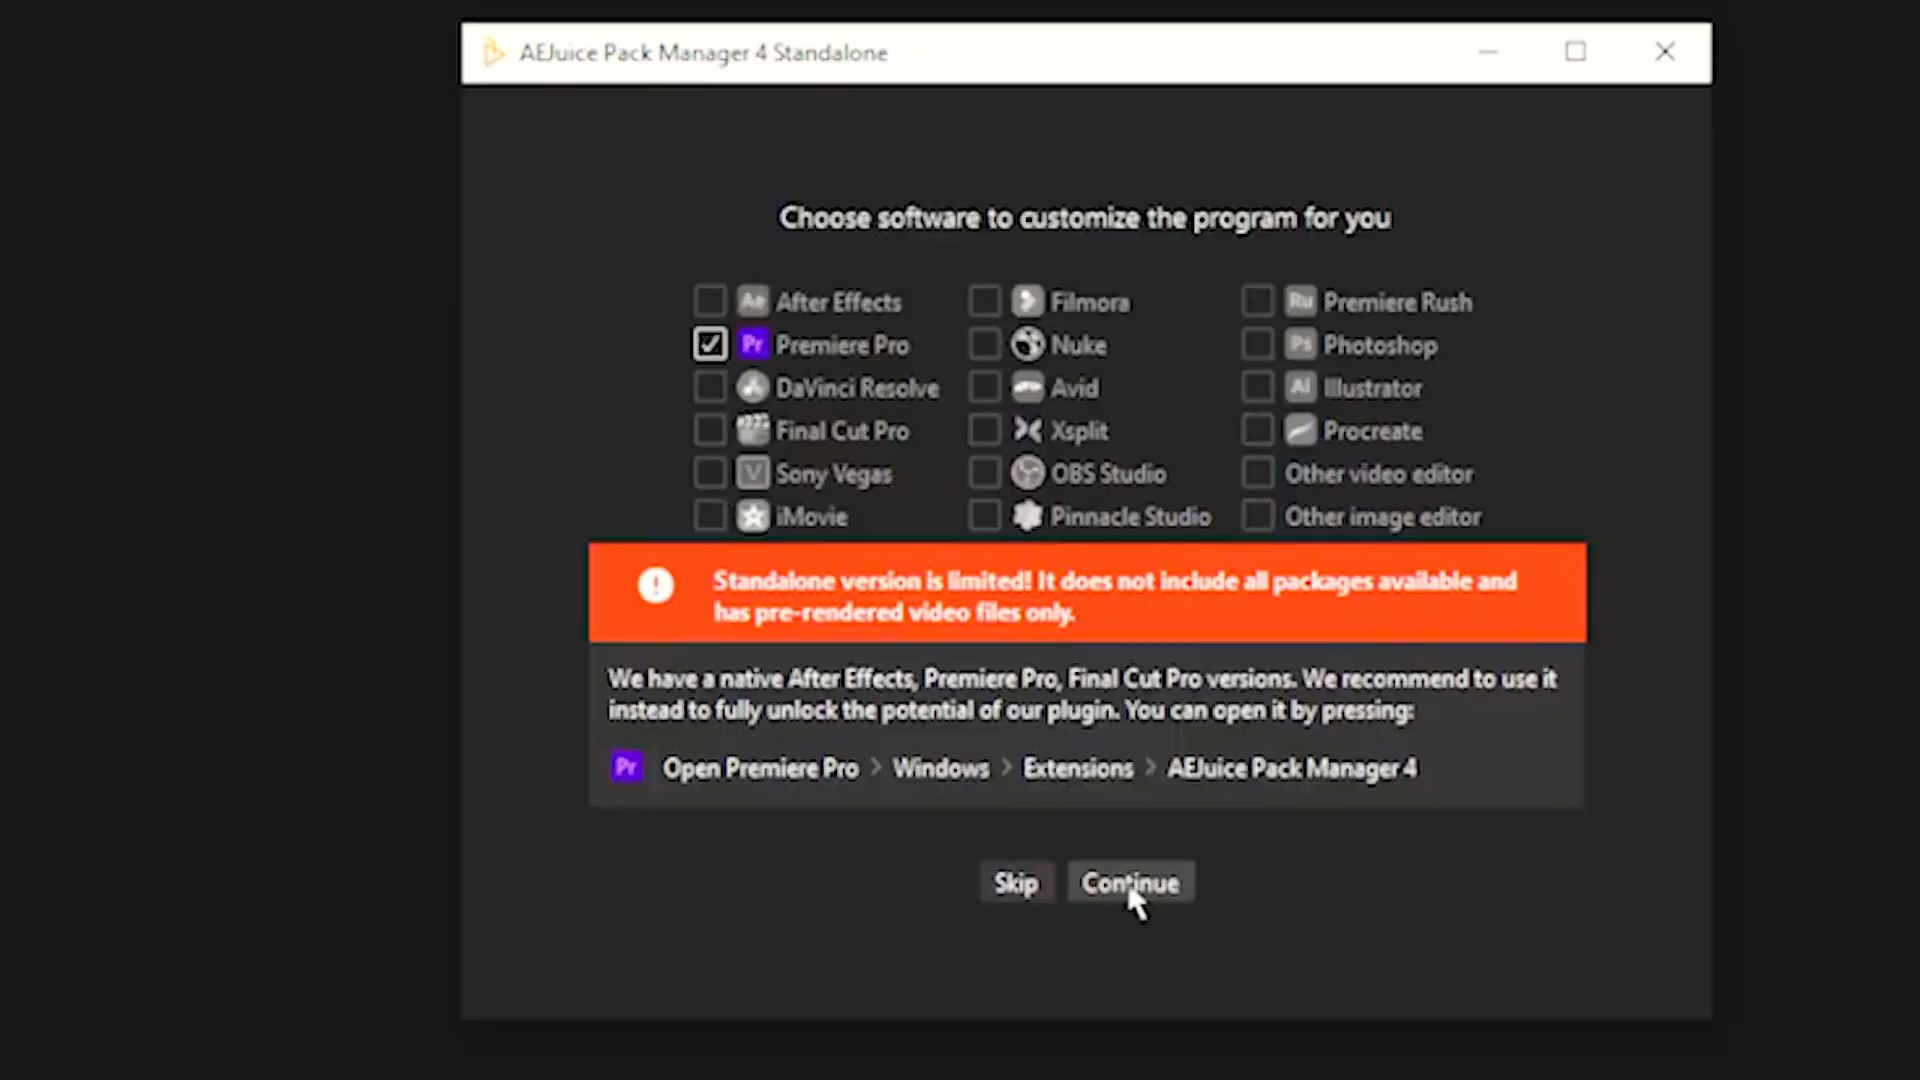 AEJuice Pack Manager 4 Standalone
Choose software to customize the program for you
Ae After Effects
Filmora
Ru Premiere Rush
Pr Premiere Pro
Nuke
Ps Photoshop
DaVinci Resolve
Avid
Ai Illustrator
Final Cut Pro
Xsplit
Procreate
V Sony Vegas
OBS Studio
Other video editor
iMovie
Pinnacle Studio
Other image editor
! Standalone version is limited! It does not include all packages available and
has pre-rendered video files only.
We have a native After Effects, Premiere Pro, Final Cut Pro versions. We recommend to use it
instead to fully unlock the potential of our plugin. You can open it by pressing:
Pr Open Premiere Pro > Windows > Extensions > AEJuice Pack Manager 4
Skip Continue